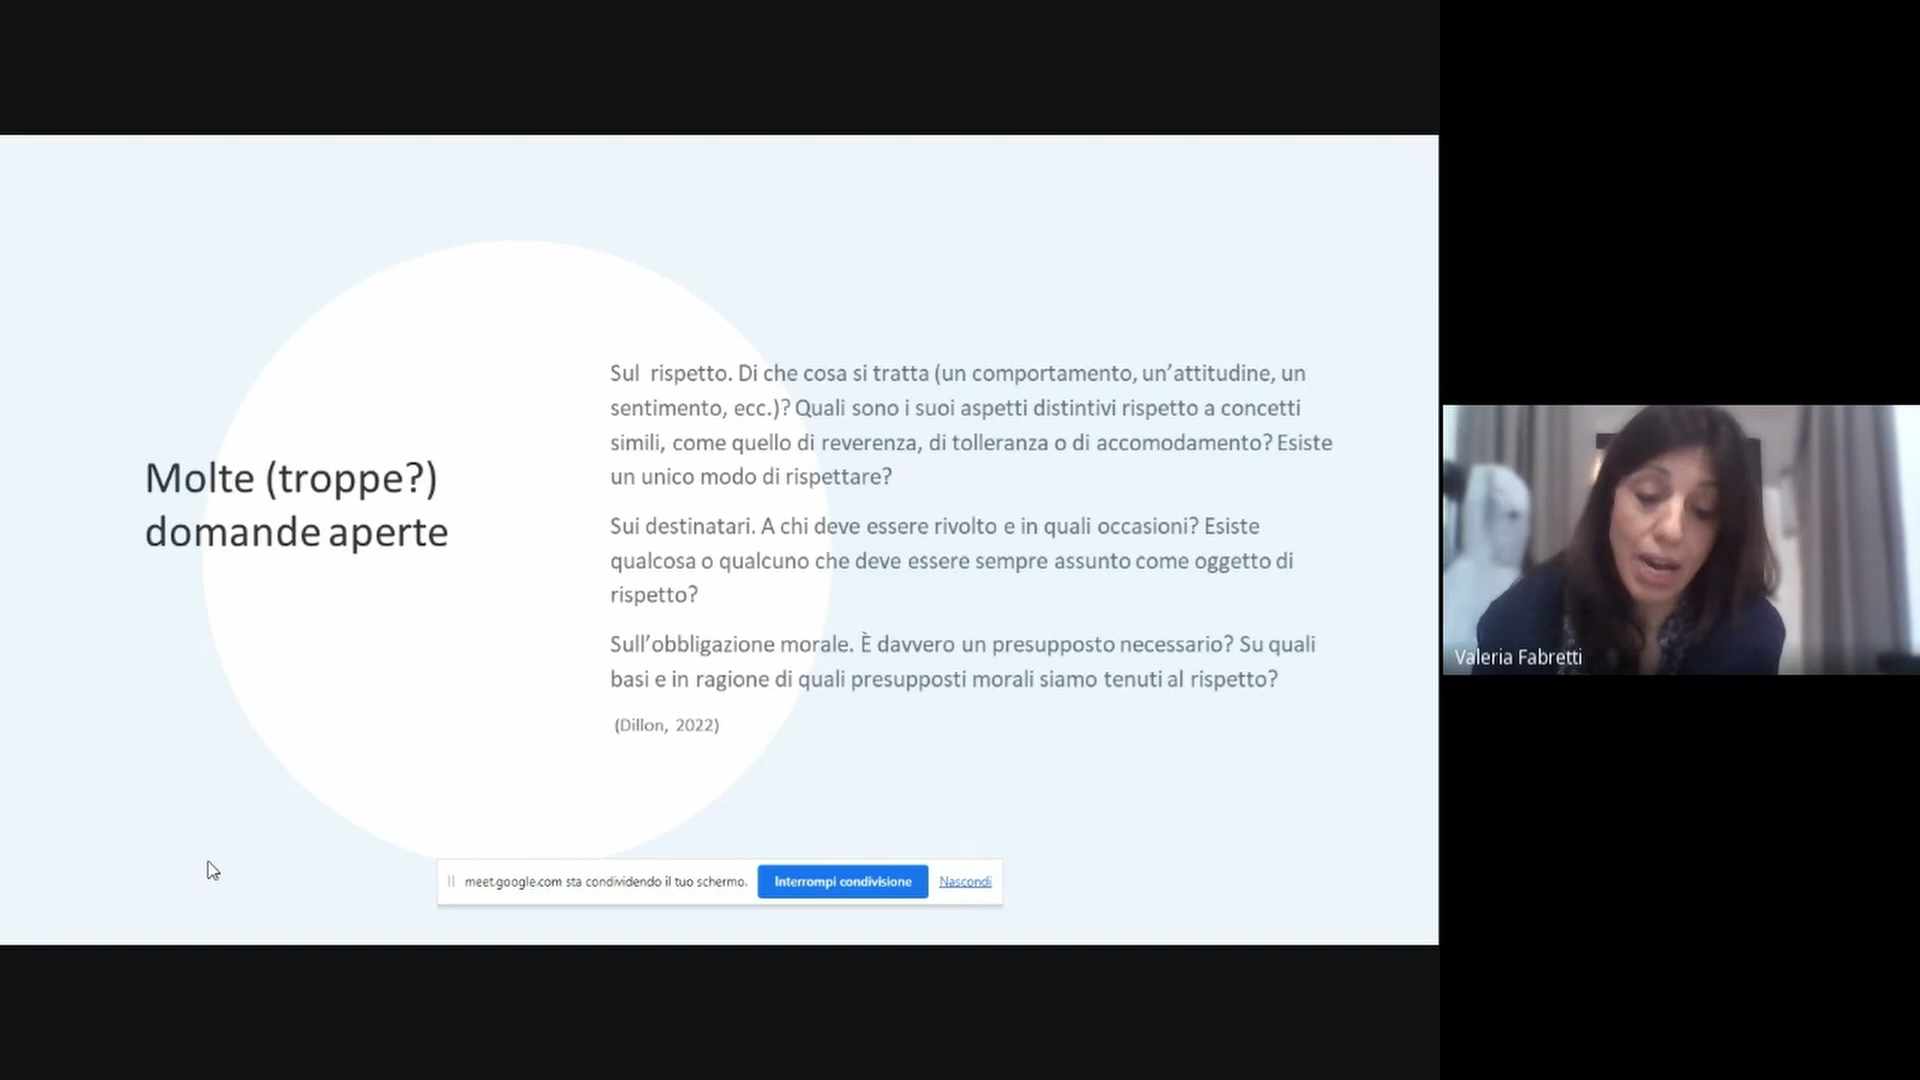 Molte (troppe?)
domande aperte
Sul rispetto. Di che cosa si tratta (un comportamento, un'attitudine, un
sentimento, ecc.)? Quali sono i suoi aspetti distintivi rispetto a concetti
simili, come quello di reverenza, di tolleranza o di accomodamento? Esiste
un unico modo di rispettare?
Sui destinatari. A chi deve essere rivolto e in quali occasioni? Esiste
qualcosa o qualcuno che deve essere sempre assunto come oggetto di
rispetto?
Sull'obbligazione morale. È davvero un presupposto necessario? Su quali
basi e in ragione di quali presupposti morali siamo tenuti al rispetto?
(Dillon, 2022)
meet.google.com sta condividendo il tuo schermo.
Interrompi condivisione
Nascondi
Valeria Fabretti